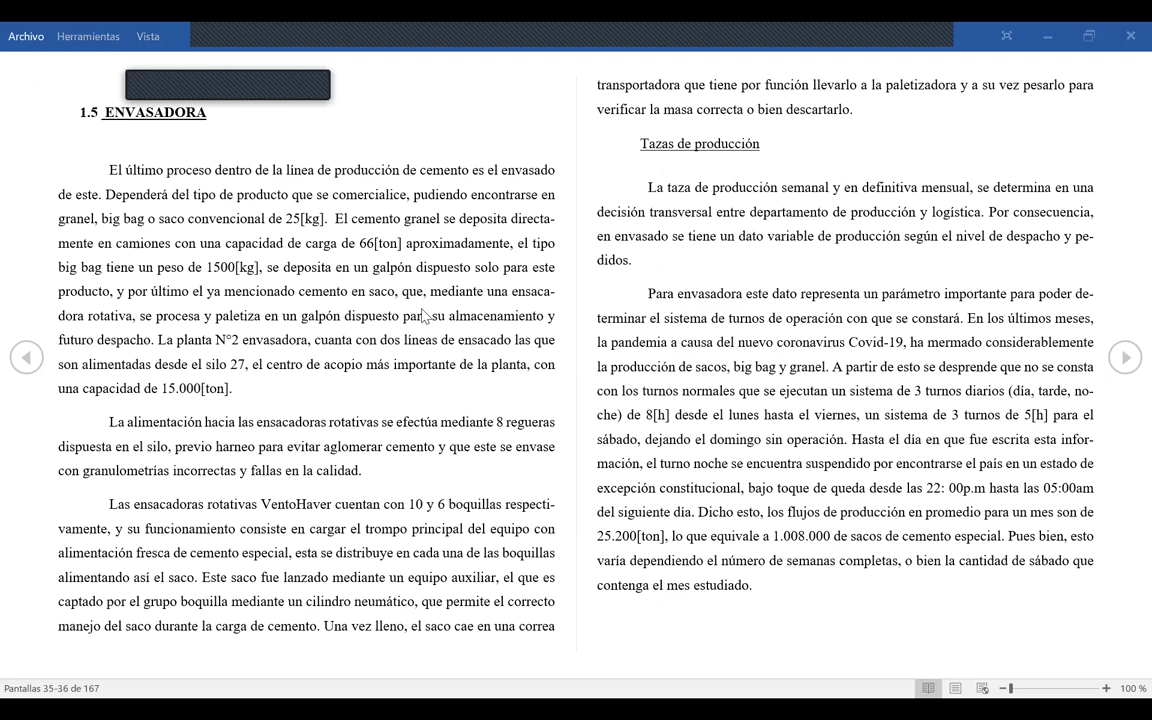 Archivo Herramientas Vista
1.5 ENVASADORA
El último proceso dentro de la línea de producción de cemento es el envasado
de este. Dependerá del tipo de producto que se comercialice, pudiendo encontrarse en
granel, big bag o saco convencional de 25[kg]. El cemento granel se deposita directa-
mente en camiones con una capacidad de carga de 66[ton] aproximadamente, el tipo
big bag tiene un peso de 1500[kg], se deposita en un galpón dispuesto solo para este
producto, y por último el ya mencionado cemento en saco, que, mediante una ensaca-
dora rotativa, se procesa y paletiza en un galpón dispuesto para su almacenamiento y
futuro despacho. La planta N°2 envasadora, cuanta con dos líneas de ensacado las que
son alimentadas desde el silo 27, el centro de acopio más importante de la planta, con
una capacidad de 15.000[ton].
La alimentación hacia las ensacadoras rotativas se efectúa mediante 8 regueras
dispuesta en el silo, previo harneo para evitar aglomerar cemento y que este se envase
con granulometrías incorrectas y fallas en la calidad.
Las ensacadoras rotativas VentoHaver cuentan con 10 y 6 boquillas respecti-
vamente, y su funcionamiento consiste en cargar el trompo principal del equipo con
alimentación fresca de cemento especial, esta se distribuye en cada una de las boquillas
alimentando así el saco. Este saco fue lanzado mediante un equipo auxiliar, el que es
captado por el grupo boquilla mediante un cilindro neumático, que permite el correcto
manejo del saco durante la carga de cemento. Una vez lleno, el saco cae en una correa
transportadora que tiene por función llevarlo a la paletizadora y a su vez pesarlo para
verificar la masa correcta o bien descartarlo.
Tazas de producción
La taza de producción semanal y en definitiva mensual, se determina en una
decisión transversal entre departamento de producción y logística. Por consecuencia,
en envasado se tiene un dato variable de producción según el nivel de despacho y pe-
didos.
Para envasadora este dato representa un parámetro importante para poder de-
terminar el sistema de turnos de operación con que se constará. En los últimos meses,
la pandemia a causa del nuevo coronavirus Covid-19, ha mermado considerablemente
la producción de sacos, big bag y granel. A partir de esto se desprende que no se consta
con los turnos normales que se ejecutan un sistema de 3 turnos diarios (día, tarde, no-
che) de 8[h] desde el lunes hasta el viernes, un sistema de 3 turnos de 5[h] para el
sábado, dejando el domingo sin operación. Hasta el día en que fue escrita esta infor-
mación, el turno noche se encuentra suspendido por encontrarse el país en un estado de
excepción constitucional, bajo toque de queda desde las 22: 00p.m hasta las 05:00am
del siguiente día. Dicho esto, los flujos de producción en promedio para un mes son de
25.200[ton], lo que equivale a 1.008.000 de sacos de cemento especial. Pues bien, esto
varía dependiendo el número de semanas completas, o bien la cantidad de sábado que
contenga el mes estudiado.
Pantallas 35-36 de 167
100 %